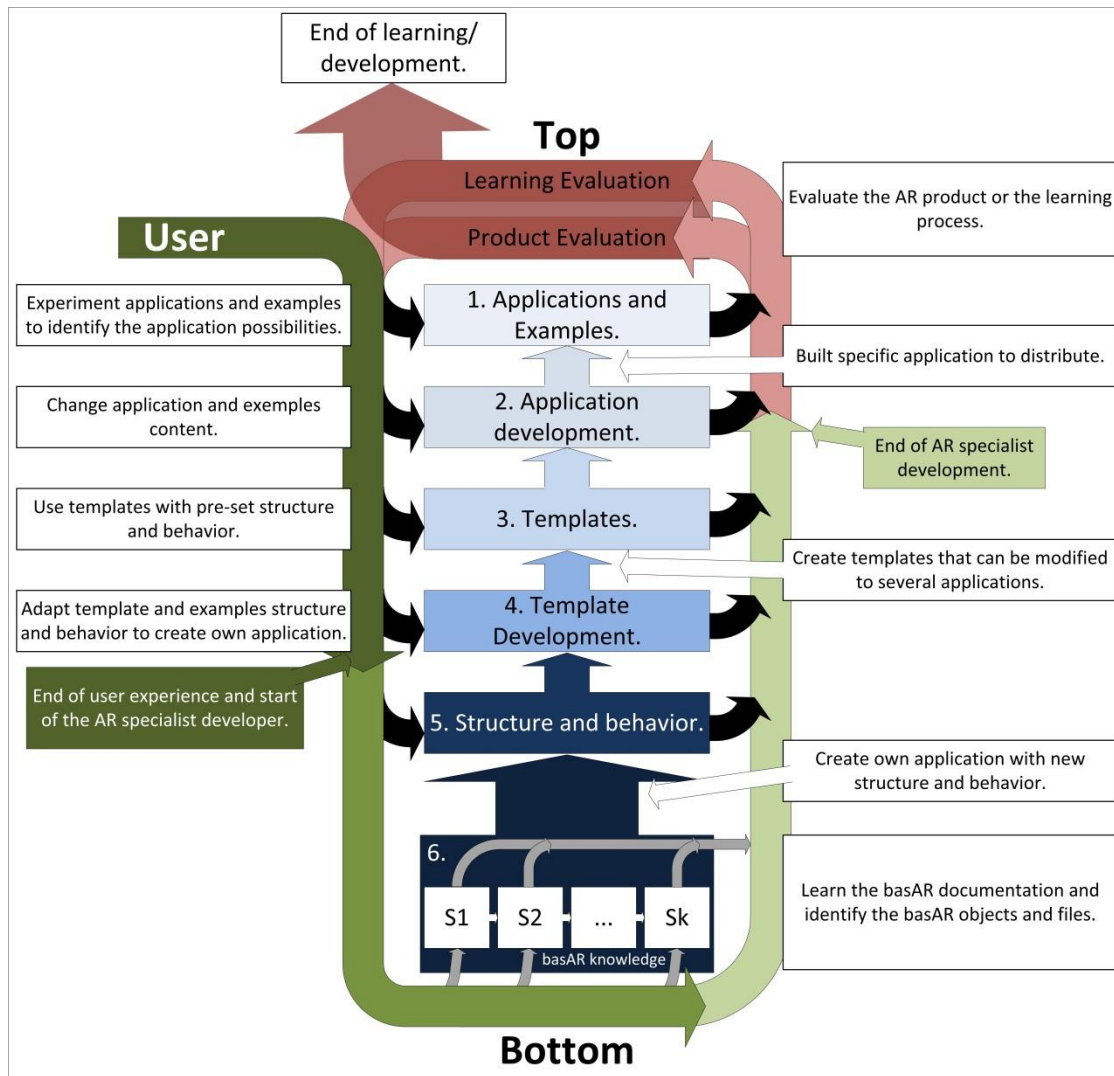 End of learning/
development.
Top
Learning Evaluation
Product Evaluation
User
Evaluate the AR product or the learning
process.
Experiment applications and examples
to identify the application possibilities.
1. Applications and
Examples.
Built specific application to distribute.
Change application and exemples
content.
2. Application
development.
End of AR specialist
development.
Use templates with pre-set structure
and behavior.
3. Templates.
Create templates that can be modified
to several applications.
Adapt template and examples structure
and behavior to create own application.
4. Template
Development.
End of user experience and start
of the AR specialist developer.
5. Structure and behavior.
Create own application with new
structure and behavior.
6.
S1
S2
...
Sk
basAR knowledge
Learn the basAR documentation and
identify the basAR objects and files.
Bottom